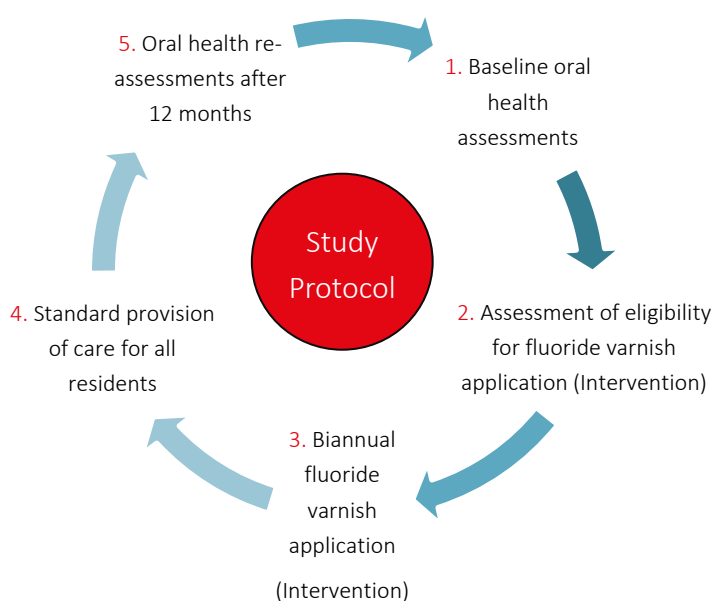 Study
Protocol
1. Baseline oral
health
assessments
2. Assessment of eligibility
for fluoride varnish
application (Intervention)
3. Biannual
fluoride
varnish
application
(Intervention)
4. Standard provision
of care for all
residents
5. Oral health re-
assessments after
12 months